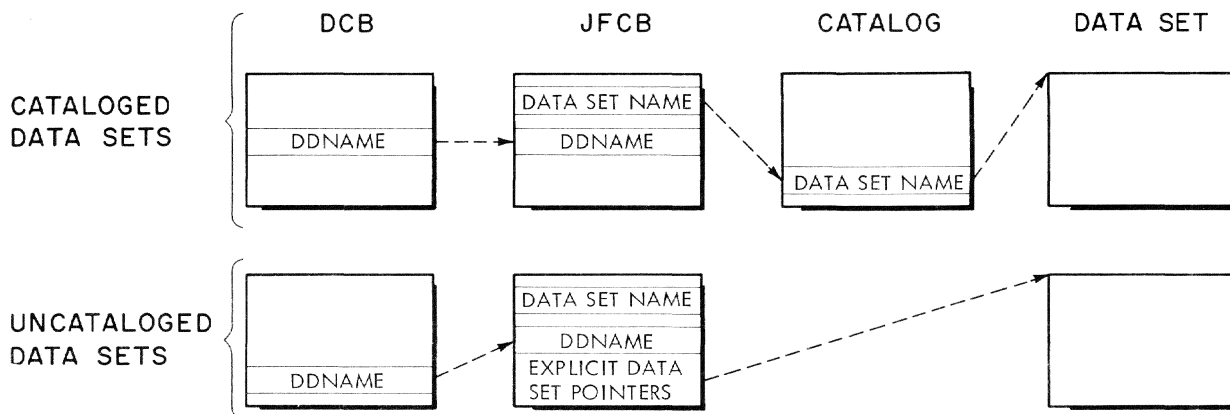 DCB JFCB CATALOG DATA SET
CATALOGED
DATA SETS
DATA SET NAME
DDNAME
DDNAME
DATA SET NAME
UNCATALOGED
DATA SETS
DATA SET NAME
DDNAME
DDNAME
EXPLICIT DATA
SET POINTERS